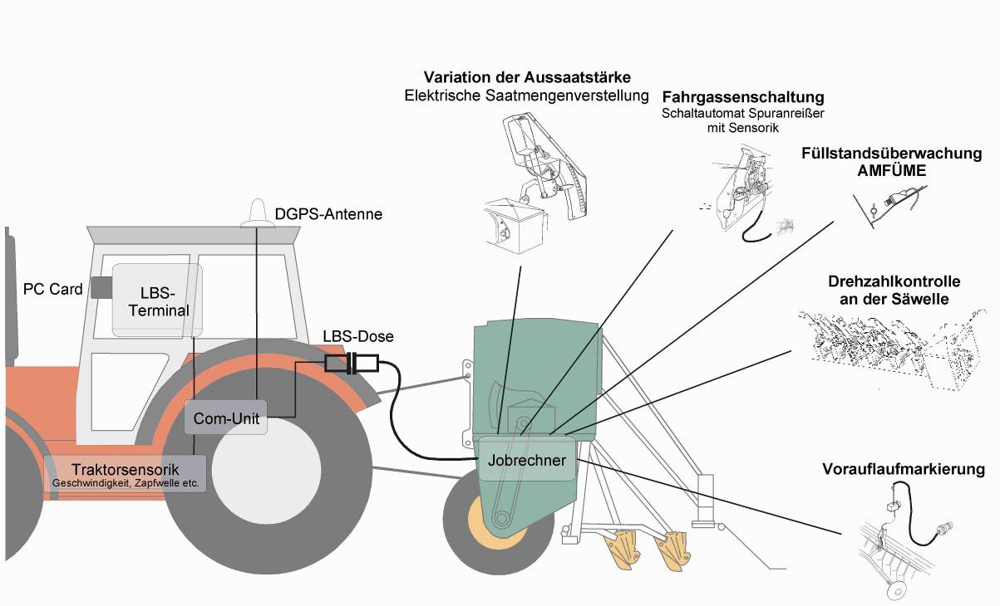 Variation der Aussaatstärke
Elektrische Saatmengenverstellung
Fahrgassenschaltung
Schaltautomat Spuranreißer
mit Sensorik
Füllstandsüberwachung
AMFÜME
DGPS-Antenne
PC Card
LBS-
Terminal
Drehzahlkontrolle
an der Säwelle
LBS-Dose
Com-Unit
Jobrechner
Traktorsensorik
Geschwindigkeit, Zapfwelle etc.
Vorauflaufmarkierung